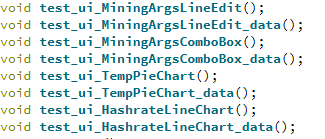 void test_ui_MiningArgsLineEdit();
void test_ui_MiningArgsLineEdit_data();
void test_ui_MiningArgsComboBox();
void test_ui_MiningArgsComboBox_data();
void test_ui_TempPieChart();
void test_ui_TempPieChart_data();
void test_ui_HashrateLineChart();
void test_ui_HashrateLineChart_data();